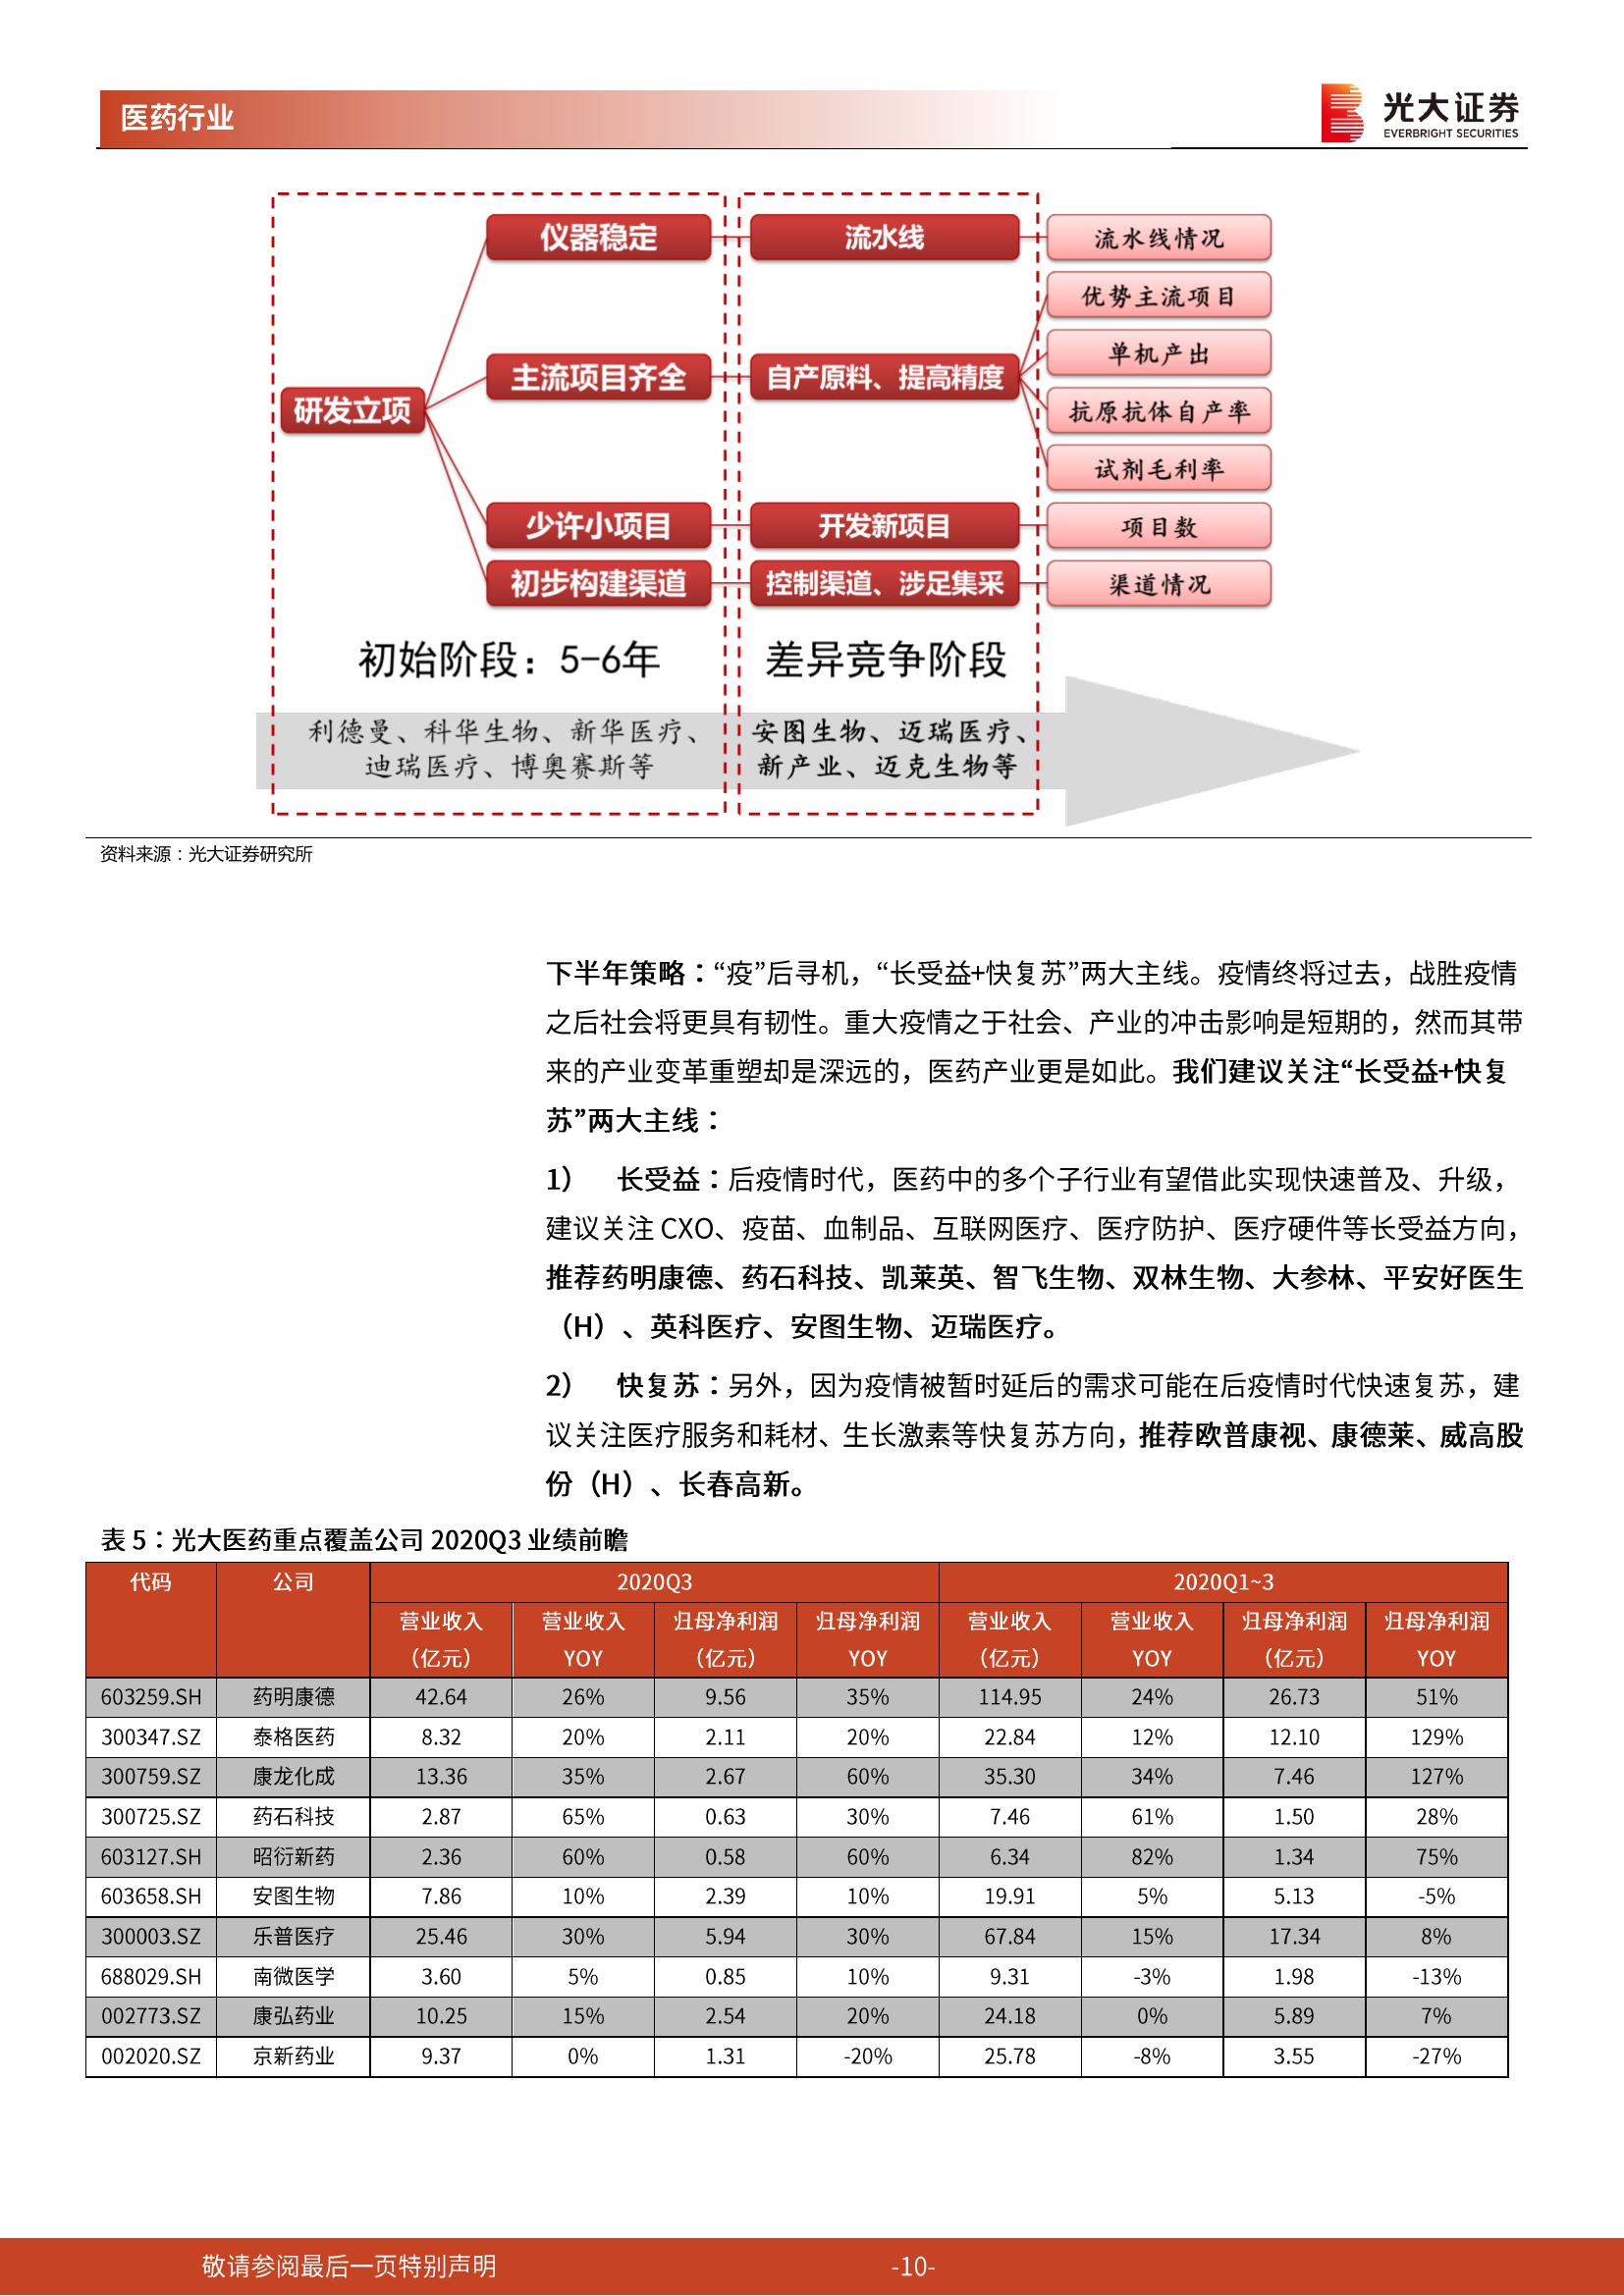 医药行业
光大证券
EVERBRIGHT SECURITIES
仪器稳定 流水线 流水线情况
优势主流项目
单机产出
主流项目齐全 自产原料、提高精度
研发立项 抗原抗体自产率
试剂毛利率
少许小项目 开发新项目 项目数
初步构建渠道 控制渠道、涉足集采 渠道情况
初始阶段：5-6年 差异竞争阶段
利德曼、科华生物、新华医疗、 安图生物、迈瑞医疗、
迪瑞医疗、博奥赛斯等 新产业、迈克生物等
资料来源：光大证券研究所
下半年策略：“疫”后寻机，“长受益+快复苏”两大主线。疫情终将过去，战胜疫情
之后社会将更具有韧性。重大疫情之于社会、产业的冲击影响是短期的，然而其带
来的产业变革重塑却是深远的，医药产业更是如此。我们建议关注“长受益+快复
苏”两大主线：
1） 长受益：后疫情时代，医药中的多个子行业有望借此实现快速普及、升级，
建议关注 CXO、疫苗、血制品、互联网医疗、医疗防护、医疗硬件等长受益方向，
推荐药明康德、药石科技、凯莱英、智飞生物、双林生物、大参林、平安好医生
（H）、英科医疗、安图生物、迈瑞医疗。
2） 快复苏：另外，因为疫情被暂时延后的需求可能在后疫情时代快速复苏，建
议关注医疗服务和耗材、生长激素等快复苏方向，推荐欧普康视、康德莱、威高股
份（H）、长春高新。
表 5：光大医药重点覆盖公司 2020Q3 业绩前瞻
代码 公司 2020Q3 2020Q1~3
营业收入 营业收入 归母净利润 归母净利润 营业收入 营业收入 归母净利润 归母净利润
（亿元） YOY （亿元） YOY （亿元） YOY （亿元） YOY
603259.SH 药明康德 42.64 26% 9.56 35% 114.95 24% 26.73 51%
300347.SZ 泰格医药 8.32 20% 2.11 20% 22.84 12% 12.10 129%
300759.SZ 康龙化成 13.36 35% 2.67 60% 35.30 34% 7.46 127%
300725.SZ 药石科技 2.87 65% 0.63 30% 7.46 61% 1.50 28%
603127.SH 昭衍新药 2.36 60% 0.58 60% 6.34 82% 1.34 75%
603658.SH 安图生物 7.86 10% 2.39 10% 19.91 5% 5.13 -5%
300003.SZ 乐普医疗 25.46 30% 5.94 30% 67.84 15% 17.34 8%
688029.SH 南微医学 3.60 5% 0.85 10% 9.31 -3% 1.98 -13%
002773.SZ 康弘药业 10.25 15% 2.54 20% 24.18 0% 5.89 7%
002020.SZ 京新药业 9.37 0% 1.31 -20% 25.78 -8% 3.55 -27%
敬请参阅最后一页特别声明 -10-